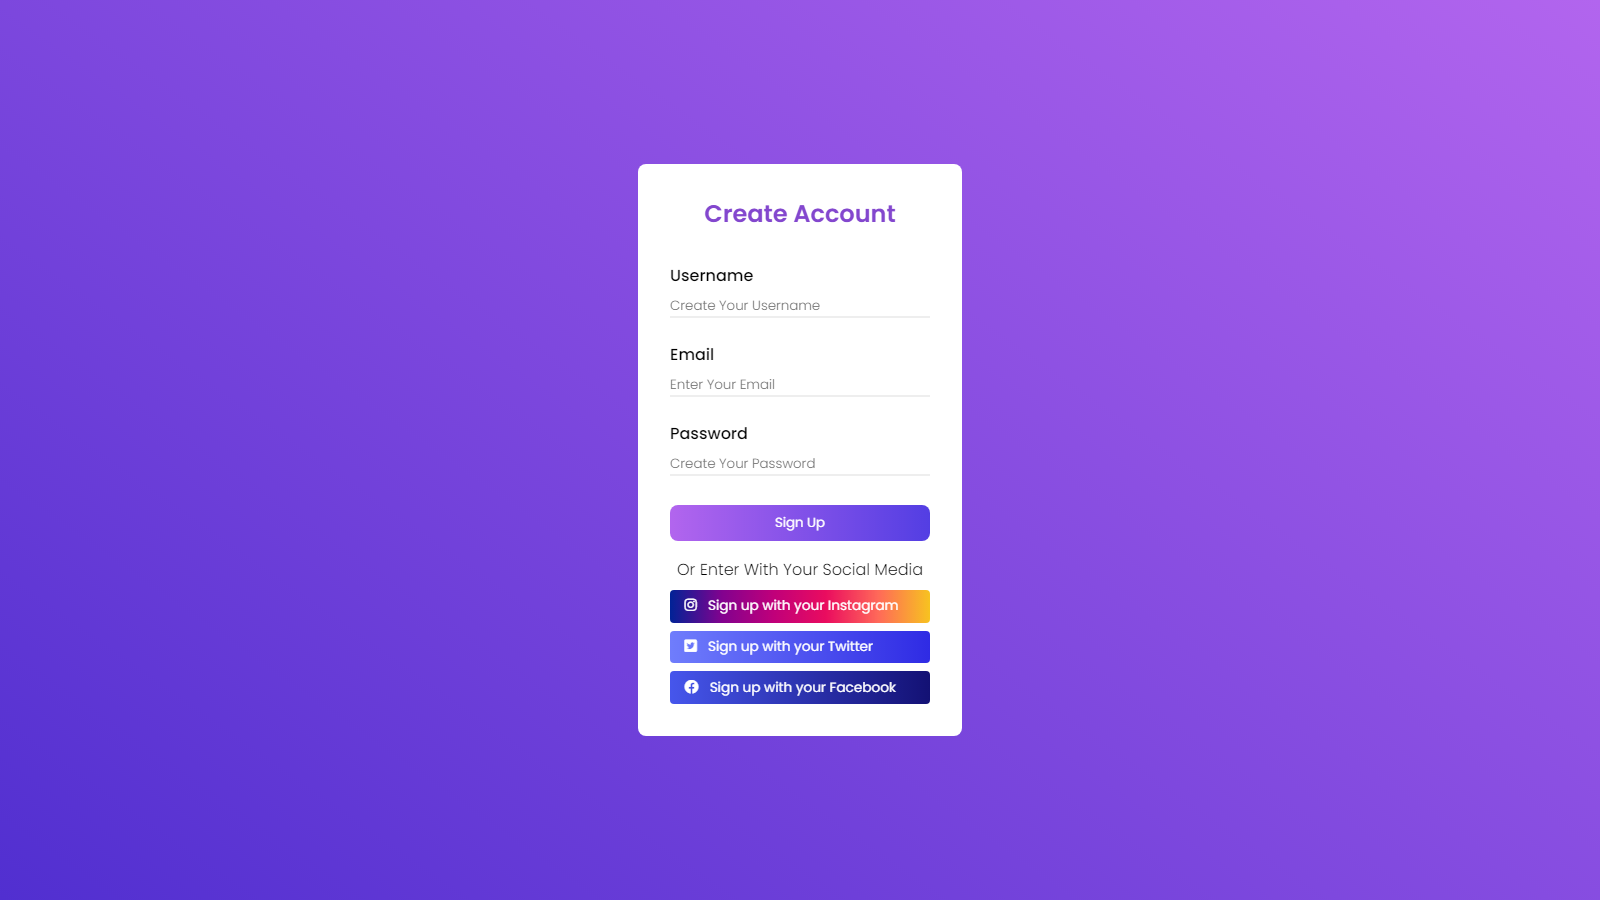 Create Account
Username
Create Your Username
Email
Enter Your Email
Password
Create Your Password
Sign Up
Or Enter With Your Social Media
Sign up with your Instagram
Sign up with your Twitter
Sign up with your Facebook